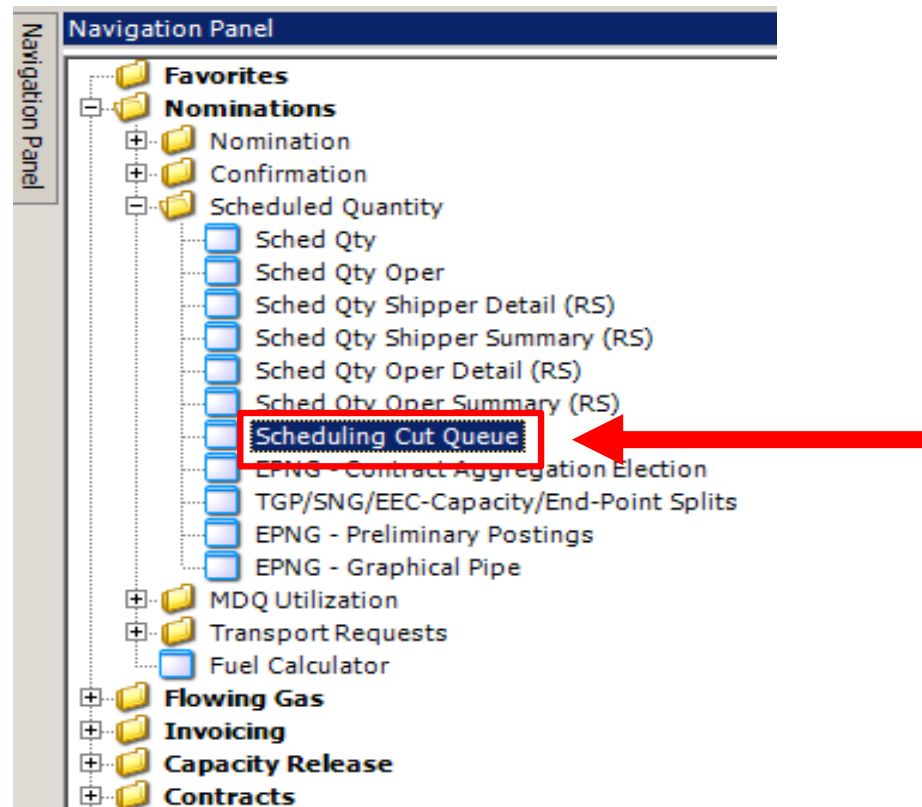 Navigation Panel
Navigation Panel
Favorites
Nominations
Nomination
Confirmation
Scheduled Quantity
Sched Qty
Sched Qty Oper
Sched Qty Shipper Detail (RS)
Sched Qty Shipper Summary (RS)
Sched Qty Oper Detail (RS)
Sched Qty Oper Summary (RS)
Scheduling Cut Queue
EPNG - Contract Aggregation Election
TGP/SNG/EEC-Capacity/End-Point Splits
EPNG - Preliminary Postings
EPNG - Graphical Pipe
MDQ Utilization
Transport Requests
Fuel Calculator
Flowing Gas
Invoicing
Capacity Release
Contracts